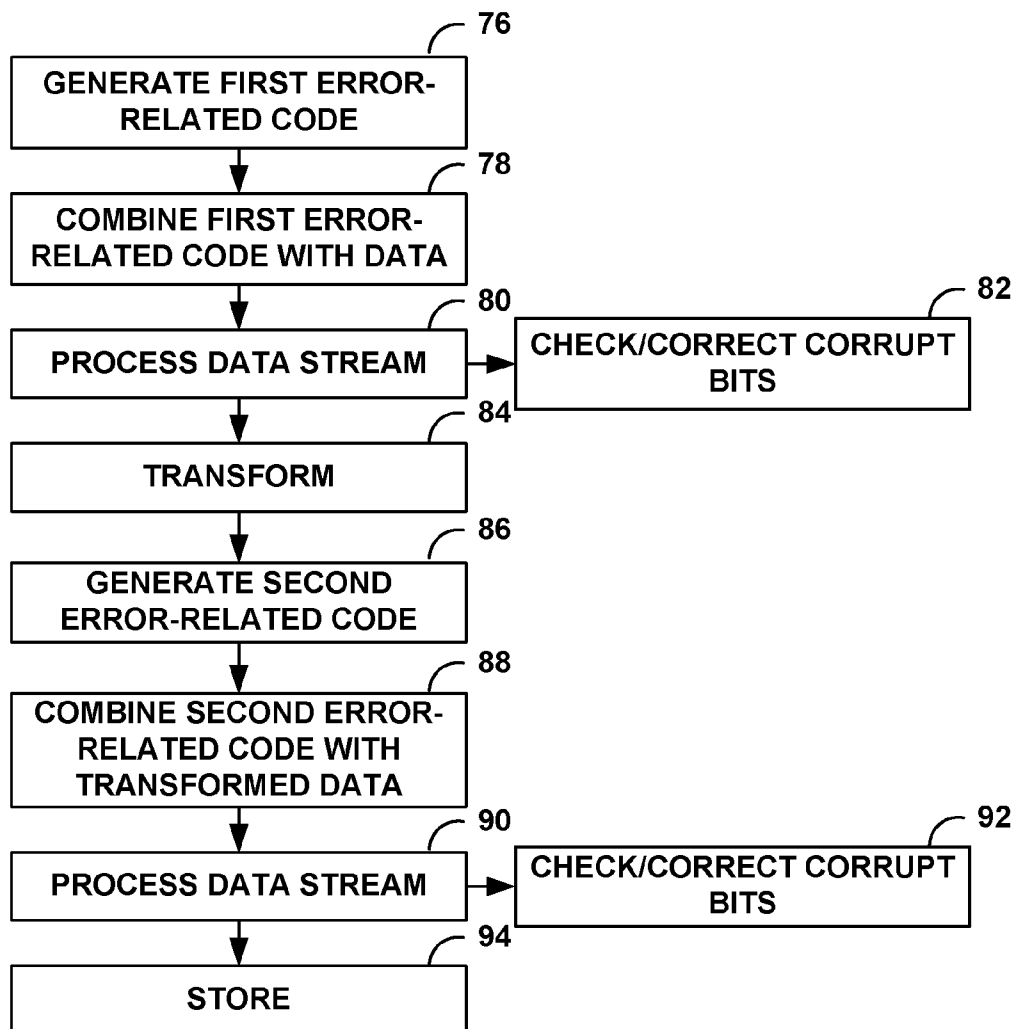 76
GENERATE FIRST ERROR-
RELATED CODE
78
COMBINE FIRST ERROR-
RELATED CODE WITH DATA
80
PROCESS DATA STREAM
82
CHECK/CORRECT CORRUPT
BITS
84
TRANSFORM
86
GENERATE SECOND
ERROR-RELATED CODE
88
COMBINE SECOND ERROR-
RELATED CODE WITH
TRANSFORMED DATA
90
PROCESS DATA STREAM
92
CHECK/CORRECT CORRUPT
BITS
94
STORE